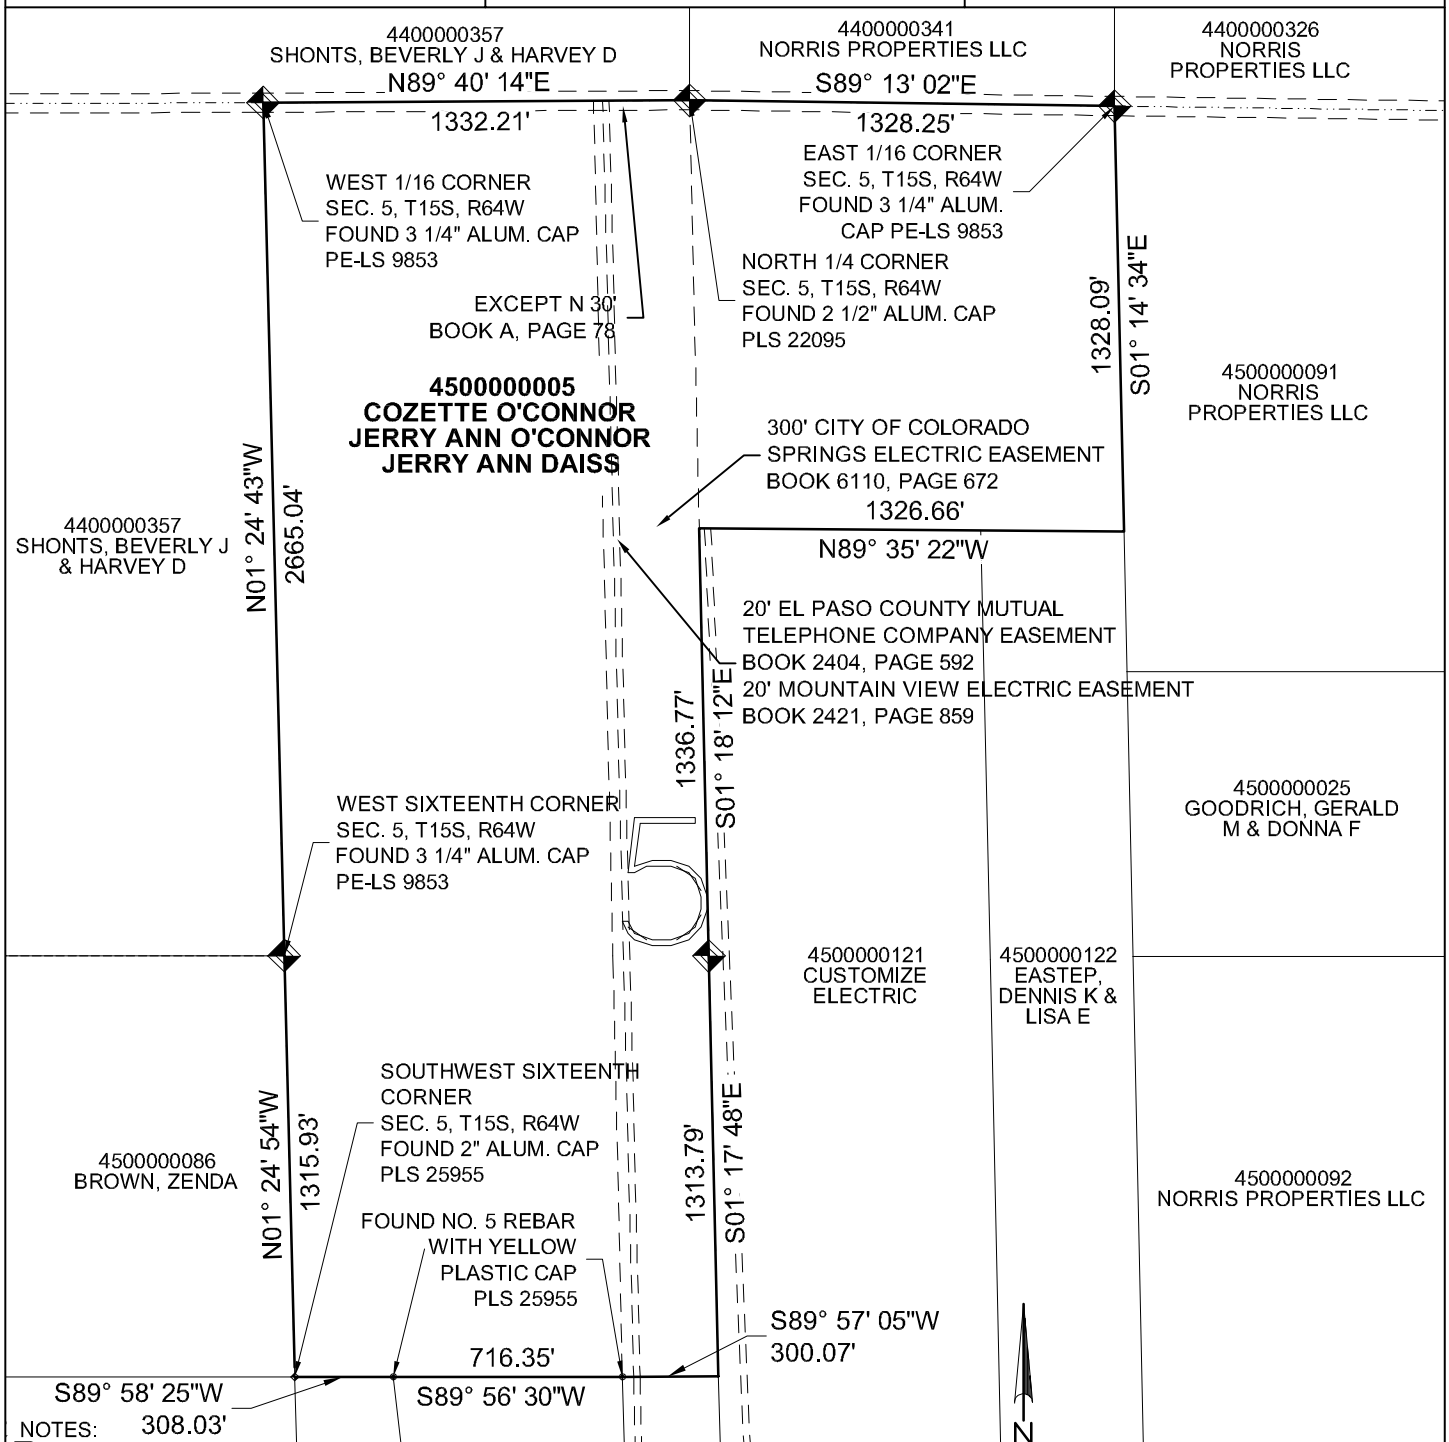 4400000357
SHONTS, BEVERLY J & HARVEY D
N89° 40' 14"E
1332.21'
4400000341
NORRIS PROPERTIES LLC
S89° 13' 02"E
1328.25'
4400000326
NORRIS
PROPERTIES LLC
WEST 1/16 CORNER
SEC. 5, T15S, R64W
FOUND 3 1/4" ALUM. CAP
PE-LS 9853
EAST 1/16 CORNER
SEC. 5, T15S, R64W
FOUND 3 1/4" ALUM.
CAP PE-LS 9853
NORTH 1/4 CORNER
SEC. 5, T15S, R64W
FOUND 2 1/2" ALUM. CAP
PLS 22095
EXCEPT N 30'
BOOK A, PAGE 78
1328.09'
S01° 14' 34"E
4500000005
COZETTE O'CONNOR
JERRY ANN O'CONNOR
JERRY ANN DAISS
4500000091
NORRIS
PROPERTIES LLC
300' CITY OF COLORADO
SPRINGS ELECTRIC EASEMENT
BOOK 6110, PAGE 672
1326.66'
N89° 35' 22"W
N01° 24' 43"W
2665.04'
4400000357
SHONTS, BEVERLY J
& HARVEY D
20' EL PASO COUNTY MUTUAL
TELEPHONE COMPANY EASEMENT
BOOK 2404, PAGE 592
20' MOUNTAIN VIEW ELECTRIC EASEMENT
BOOK 2421, PAGE 859
1336.77'
S01° 18' 12"E
WEST SIXTEENTH CORNER
SEC. 5, T15S, R64W
FOUND 3 1/4" ALUM. CAP
PE-LS 9853
5
4500000025
GOODRICH, GERALD
M & DONNA F
4500000121
CUSTOMIZE
ELECTRIC
4500000122
EASTEP,
DENNIS K &
LISA E
SOUTHWEST SIXTEENTH
CORNER
SEC. 5, T15S, R64W
FOUND 2" ALUM. CAP
PLS 25955
N01° 24' 54"W
1315.93'
4500000086
BROWN, ZENDA
1313.79'
S01° 17' 48"E
4500000092
NORRIS PROPERTIES LLC
FOUND NO. 5 REBAR
WITH YELLOW
PLASTIC CAP
PLS 25955
S89° 57' 05"W
300.07'
716.35'
S89° 56' 30"W
S89° 58' 25"W
308.03'
NOTES:
N